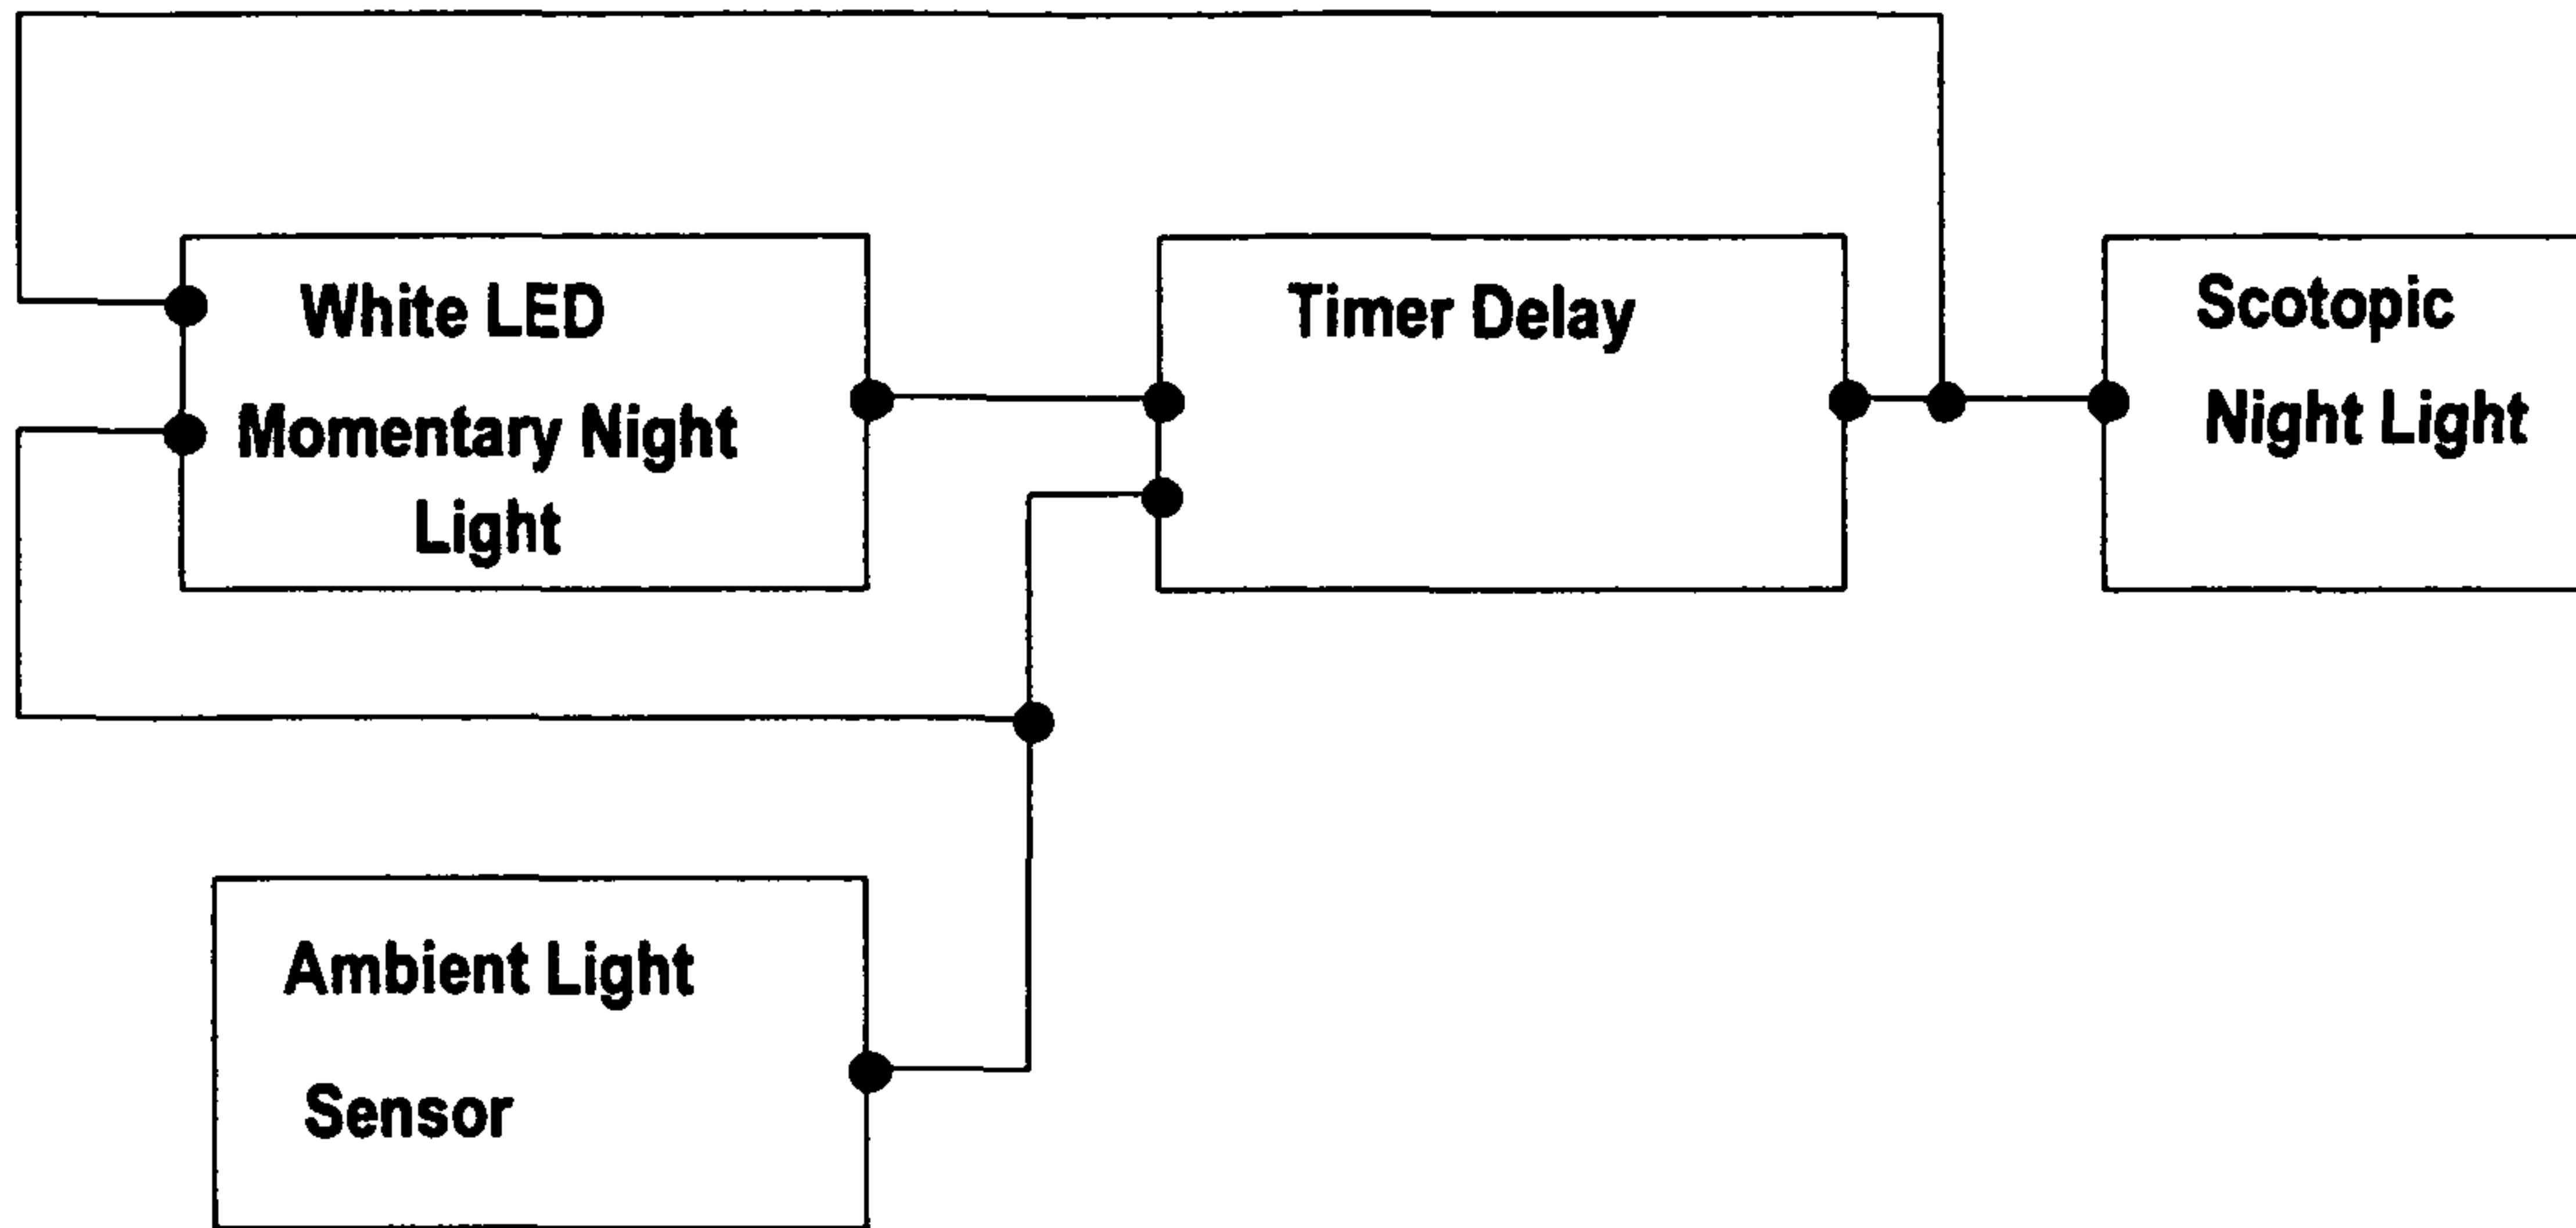 White LED
Momentary Night
Light
Timer Delay
Scotopic
Night Light
Ambient Light
Sensor